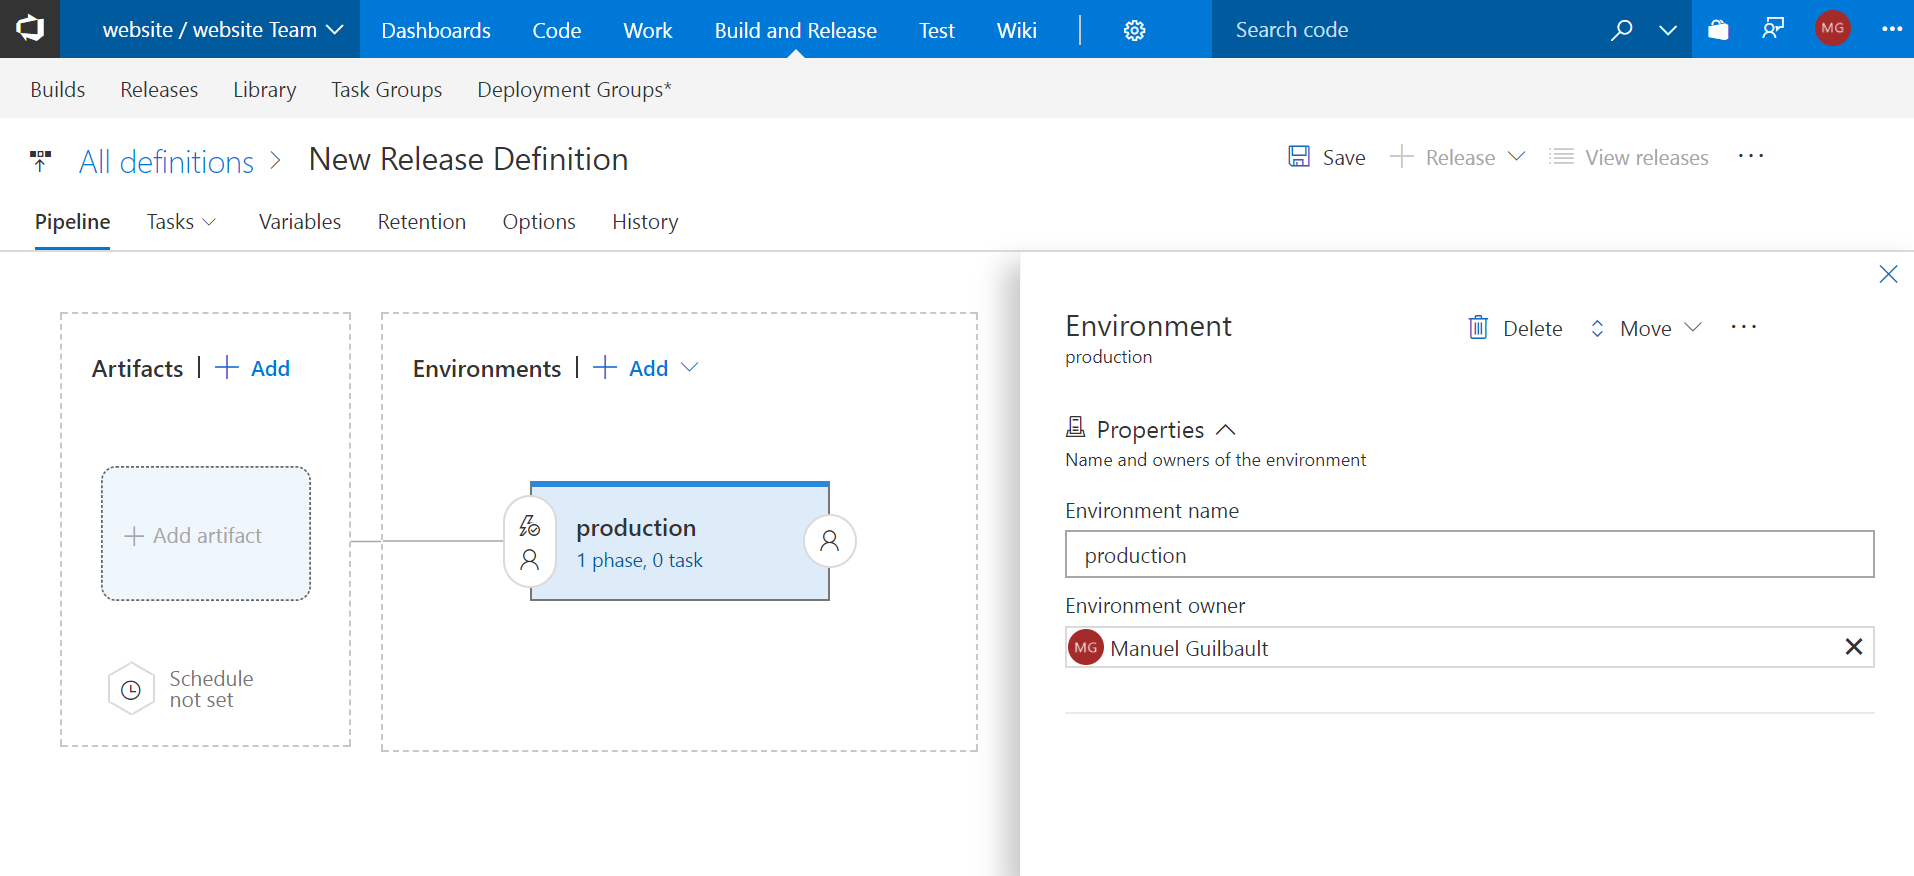 website / website Team
Dashboards
Code
Work
Build and Release
Test
Wiki
Search code
MG
Builds
Releases
Library
Task Groups
Deployment Groups*
All definitions
New Release Definition
Save
Release
View releases
Pipeline
Tasks
Variables
Retention
Options
History
Artifacts | + Add
Environments | + Add
+ Add artifact
production
1 phase, 0 task
Schedule
not set
Environment
production
Delete
Move
Properties
Name and owners of the environment
Environment name
production
Environment owner
MG Manuel Guilbault